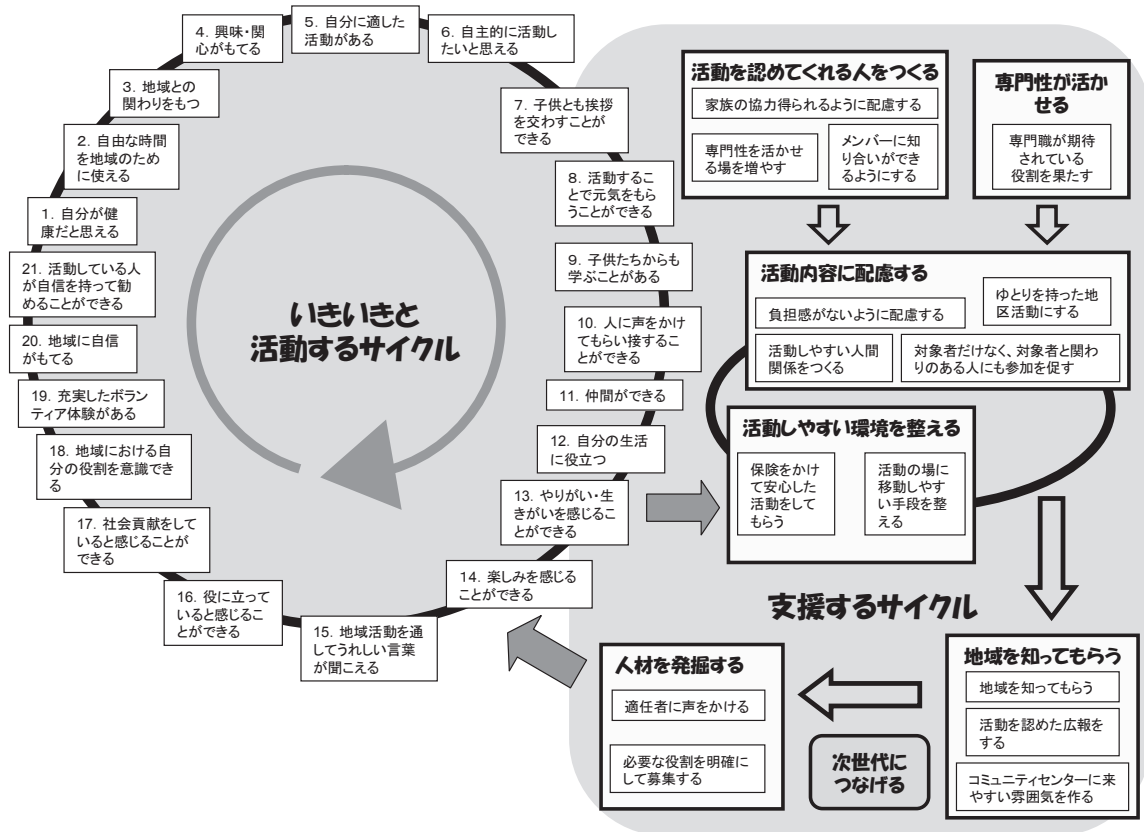 4．興味・関
心がもてる
5．自分に適した
活動がある
6．自主的に活動し
たいと思える
3．地域との
関わりをもつ
2．自由な時間
を地域のため
に使える
1．自分が健
康だと思える
21．活動している人
が自信を持って勧
めることができる
20．地域に自信
がもてる
19．充実したボラン
ティア体験がある
18．地域における自
分の役割を意識でき
る
17．社会貢献をして
いると感じることが
できる
16．役に立って
いると感じるこ
とができる
15．地域活動を通
してうれしい言葉
が聞こえる
14．楽しみを感じる
ことができる
13．やりがい・生
きがいを感じるこ
とができる
12．自分の生活
に役立つ
11．仲間ができる
10．人に声をかけ
てもらい接するこ
とができる
9．子供たちからも
学ぶことがある
8．活動するこ
とで元気をもら
うことができる
7．子供とも挨拶
を交わすことが
できる
いきいきと
活動するサイクル
活動を認めてくれる人をつくる
家族の協力得られるように配慮する
専門性を活かせ
る場を増やす
メンバーに知
り合いができ
るようにする
専門性が活か
せる
専門職が期待
されている
役割を果たす
活動内容に配慮する
負担感がないように配慮する
ゆとりを持った地
区活動にする
活動しやすい人間
関係をつくる
対象者だけなく、対象者と関わ
りのある人にも参加を促す
活動しやすい環境を整える
保険をかけ
て安心した
活動をして
もらう
活動の場に
移動しやす
い手段を整
える
支援するサイクル
地域を知ってもらう
地域を知ってもらう
活動を認めた広報を
する
コミュニティセンターに来
やすい雰囲気を作る
人材を発掘する
適任者に声をかける
必要な役割を明確に
して募集する
次世代に
つなげる